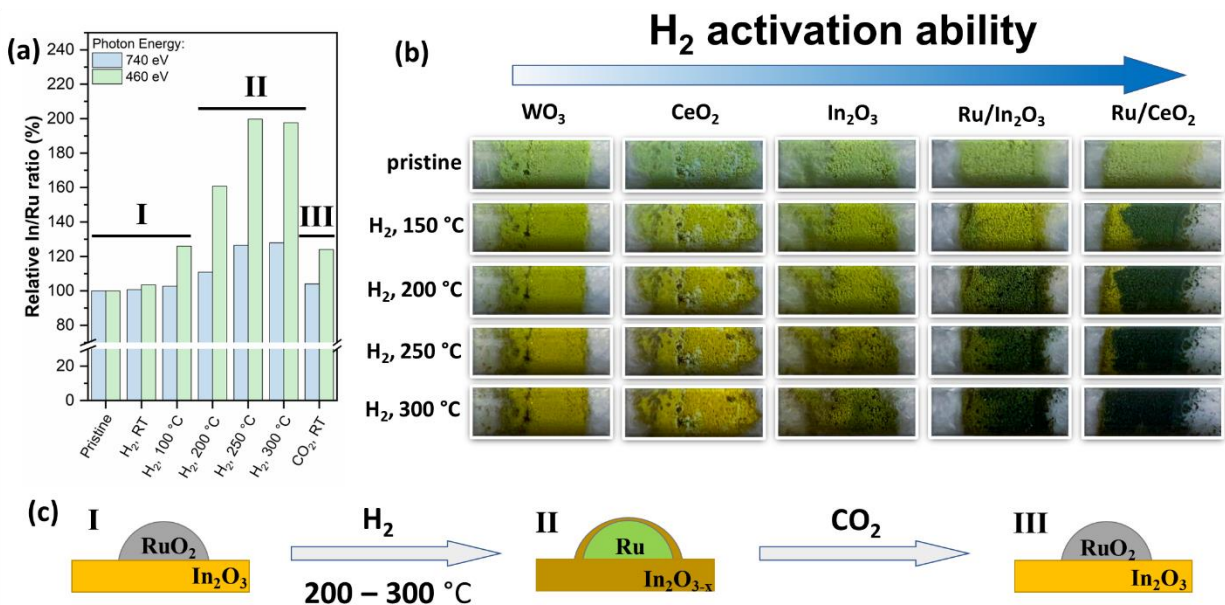 (a)
Relative In/Ru ratio (%)
240
220
200
180
160
140
120
100
80
20
0
Photon Energy:
740 eV
460 eV
I
II
III
Pristine
H₂, RT
H₂, 100 °C
H₂, 200 °C
H₂, 250 °C
H₂, 300 °C
CO₂, RT
(b)
H₂ activation ability
WO₃ CeO₂ In₂O₃ Ru/In₂O₃ Ru/CeO₂
pristine
H₂, 150 °C
H₂, 200 °C
H₂, 250 °C
H₂, 300 °C
(c)
I
RuO₂
In₂O₃
H₂
200 – 300 °C
II
Ru
In₂O₃₋ₓ
CO₂
III
RuO₂
In₂O₃